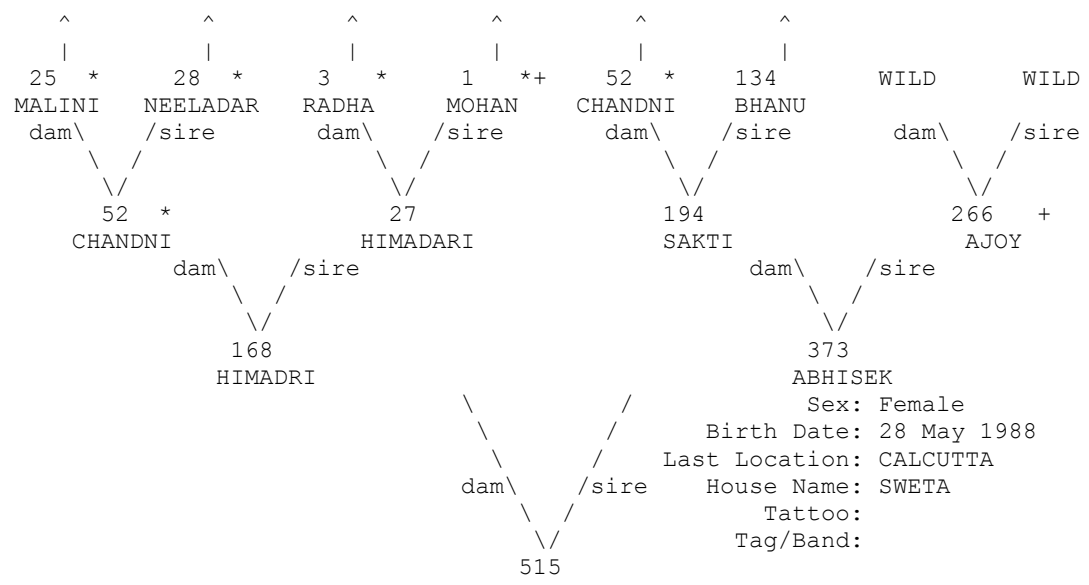 ^ ^ ^ ^ ^ ^
| | | | | |
25 * 28 * 3 * 1 *+ 52 * 134 WILD WILD
MALINI NEELADAR RADHA MOHAN CHANDNI BHANU
dam\ /sire dam\ /sire dam\ /sire dam\ /sire
\ / \ / \ / \ /
\/ \/ \/ \/
52 * 27 194 266 +
CHANDNI HIMADARI SAKTI AJOY
dam\ /sire dam\ /sire
\ / \ /
\/ \/
168 373
HIMADRI ABHISEK
\ / Sex: Female
\ / Birth Date: 28 May 1988
\ / Last Location: CALCUTTA
dam\ /sire House Name: SWETA
\ / Tattoo:
\/ Tag/Band:
515